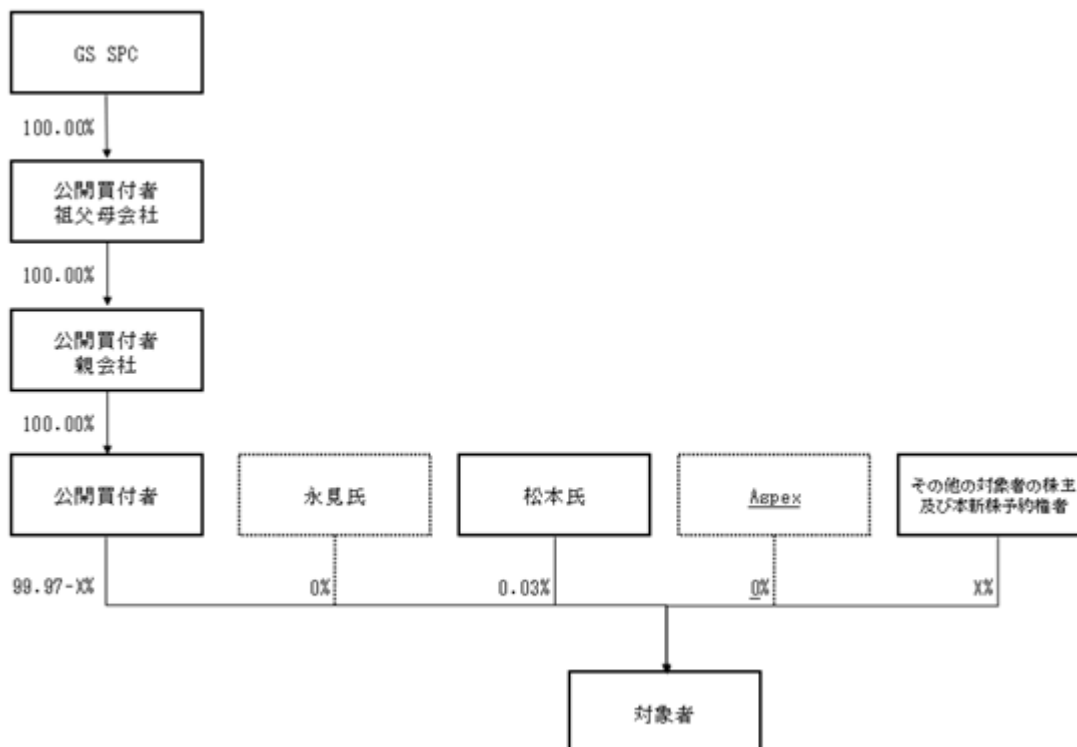 GS SPC
100.00%
公開買付者
祖父母会社
100.00%
公開買付者
親会社
100.00%
公開買付者
永見氏
松本氏
Aspex
その他の対象者の株主
及び本新株予約権者
99.97-X%
0%
0.03%
0%
X%
対象者